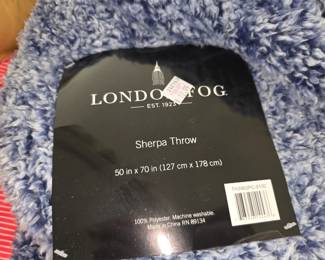 LONDON FOG
EST. 1923
Sherpa Throw
50 in x 70 in (127 cm x 178 cm)
100% Polyester. Machine washable.
Made in China RN 89134